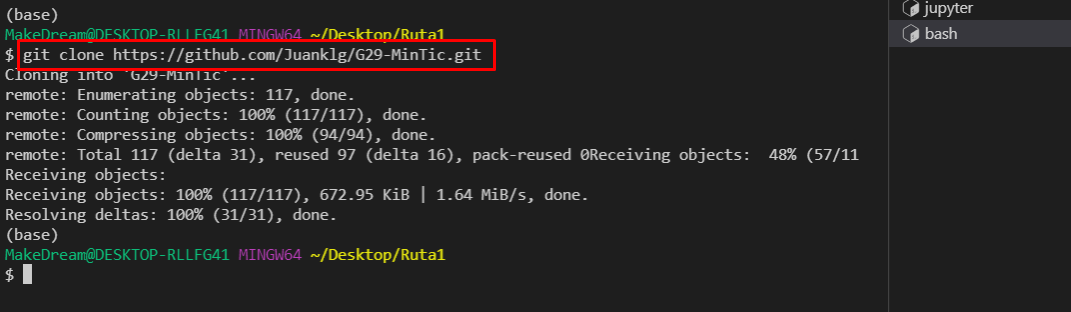 (base)
MakeDream@DESKTOP-RLLFG41 MINGW64 ~/Desktop/Ruta1
$ git clone https://github.com/Juanklg/G29-MinTic.git
Cloning into 'G29-MinTic'...
remote: Enumerating objects: 117, done.
remote: Counting objects: 100% (117/117), done.
remote: Compressing objects: 100% (94/94), done.
remote: Total 117 (delta 31), reused 97 (delta 16), pack-reused 0Receiving objects:  48% (57/11
Receiving objects:
Receiving objects: 100% (117/117), 672.95 KiB | 1.64 MiB/s, done.
Resolving deltas: 100% (31/31), done.
(base)
MakeDream@DESKTOP-RLLFG41 MINGW64 ~/Desktop/Ruta1
$
jupyter
bash